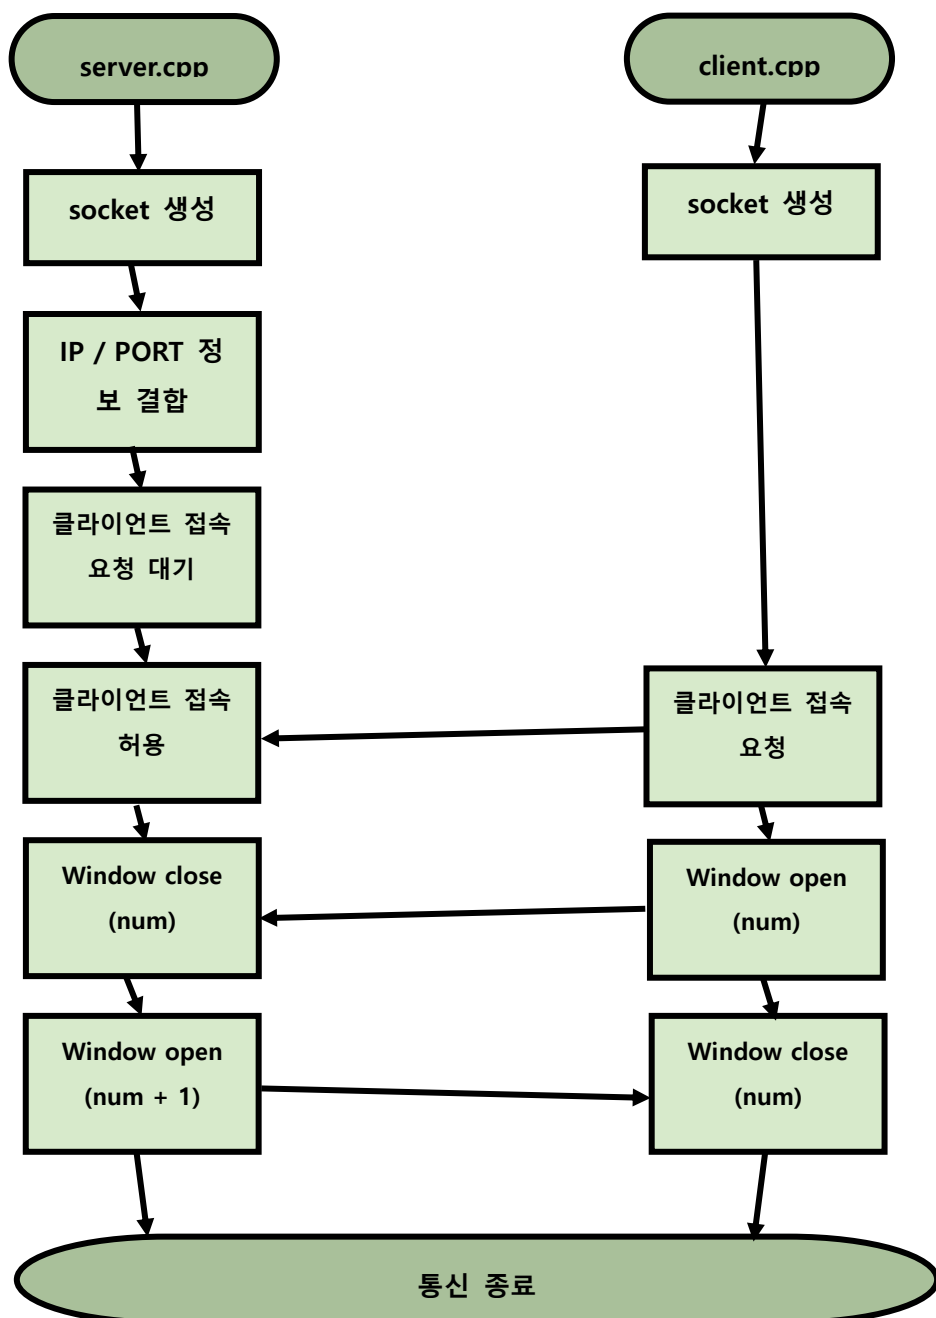 server.cpp
client.cpp
socket 생성
socket 생성
IP / PORT 정
보 결합
클라이언트 접속
요청 대기
클라이언트 접속
허용
클라이언트 접속
요청
Window close
(num)
Window open
(num)
Window open
(num + 1)
Window close
(num)
통신 종료